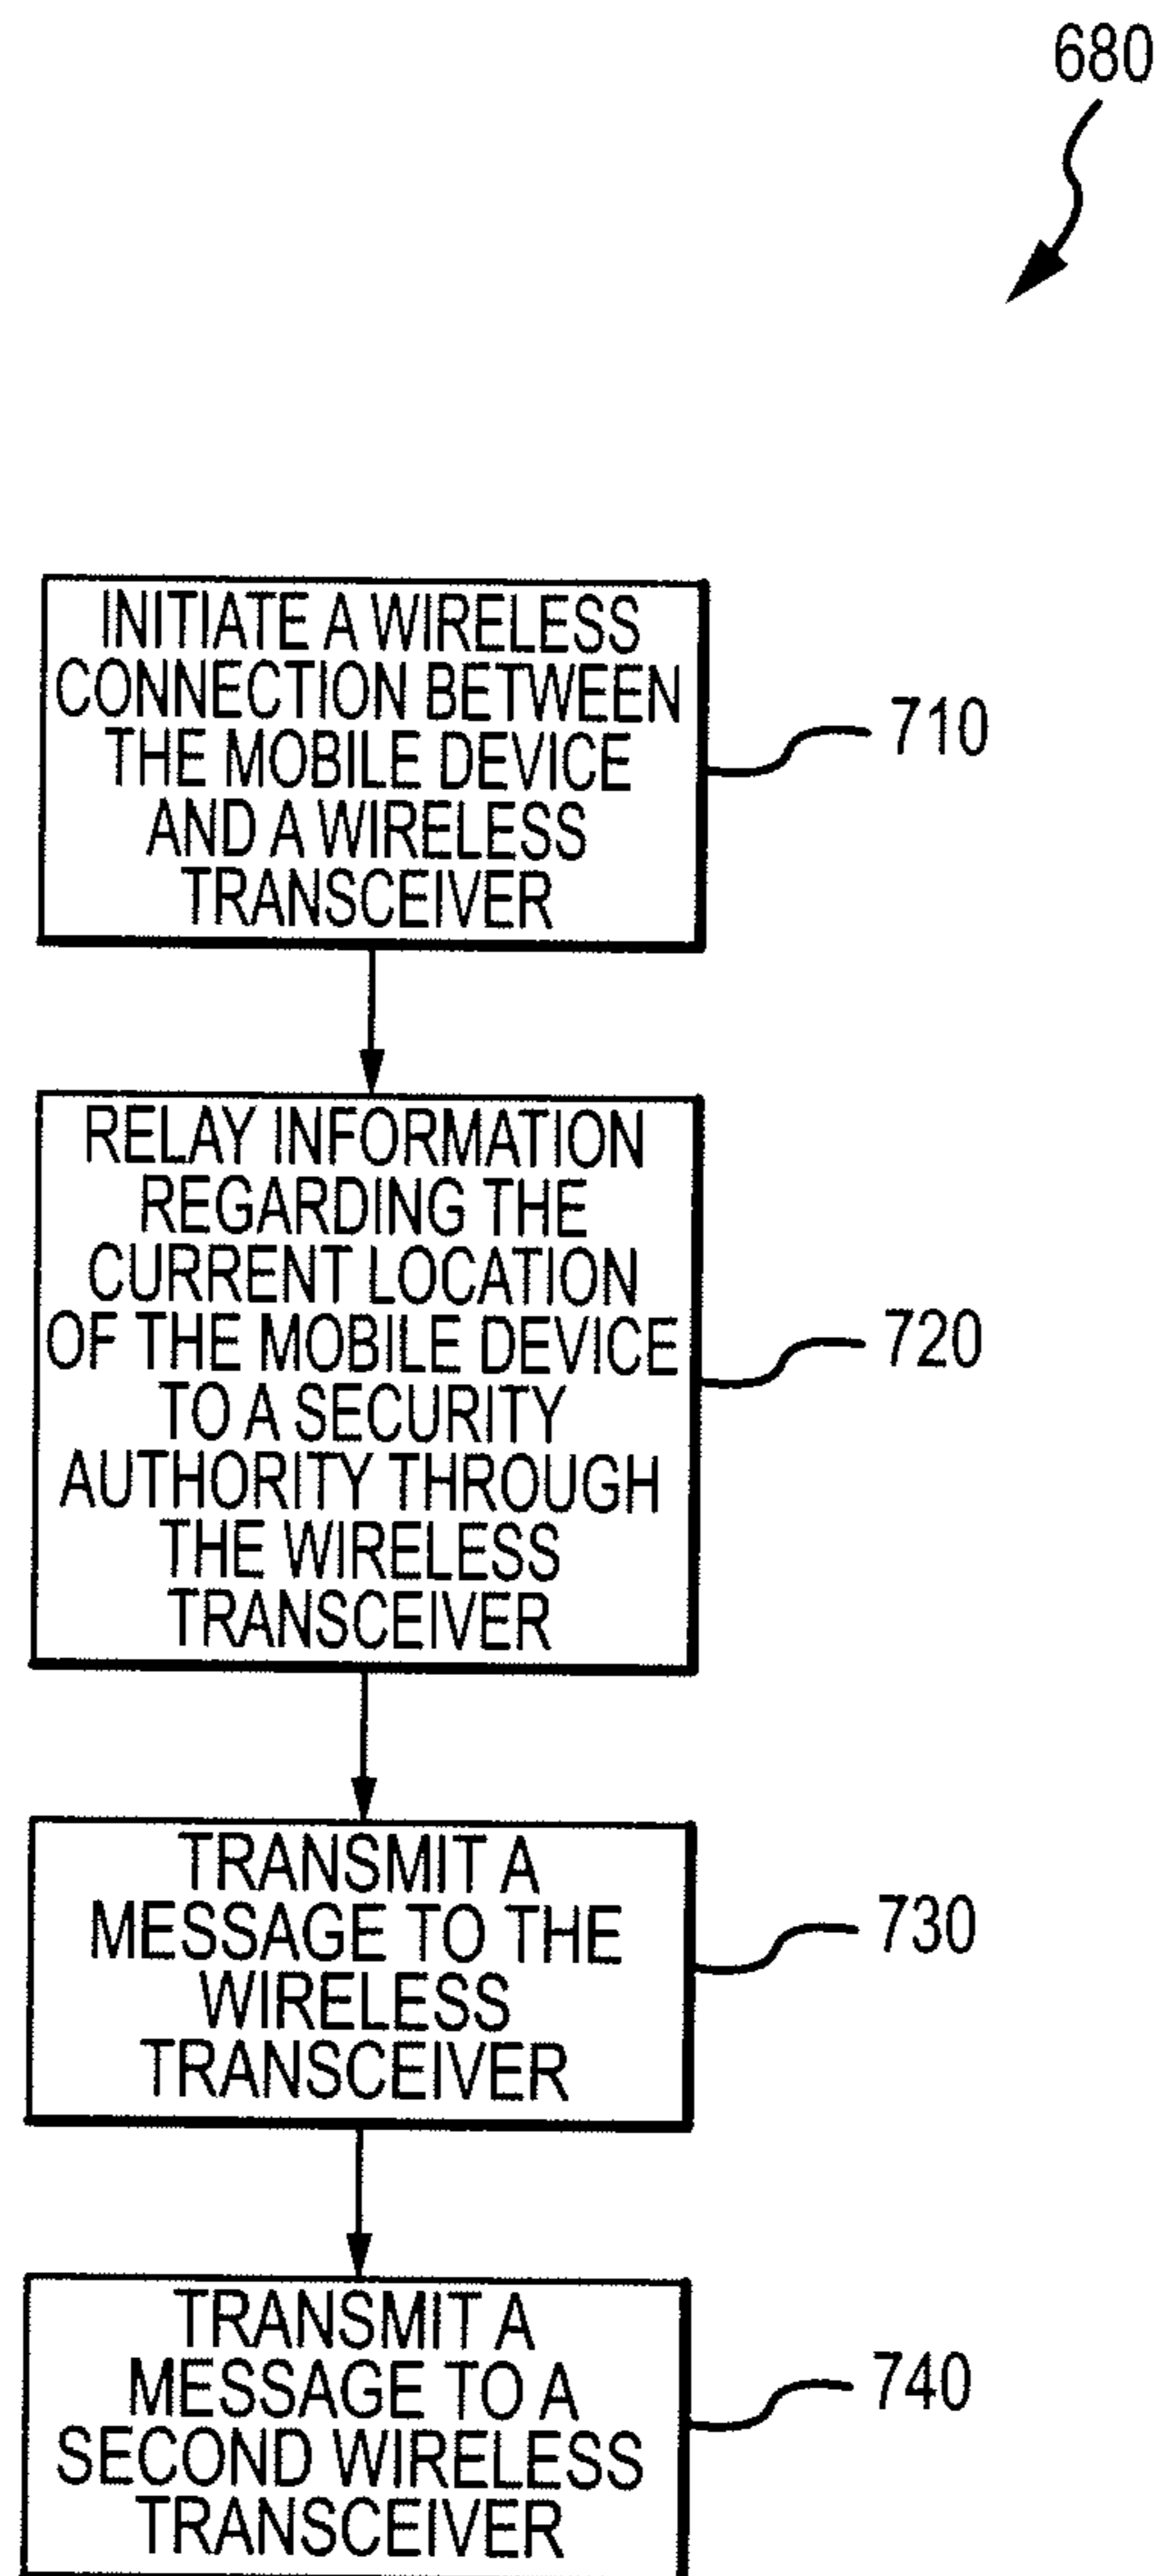 680
INITIATE A WIRELESS
CONNECTION BETWEEN
THE MOBILE DEVICE
AND A WIRELESS
TRANSCEIVER
710
RELAY INFORMATION
REGARDING THE
CURRENT LOCATION
OF THE MOBILE DEVICE
TO A SECURITY
AUTHORITY THROUGH
THE WIRELESS
TRANSCEIVER
720
TRANSMIT A
MESSAGE TO THE
WIRELESS
TRANSCEIVER
730
TRANSMIT A
MESSAGE TO A
SECOND WIRELESS
TRANSCEIVER
740